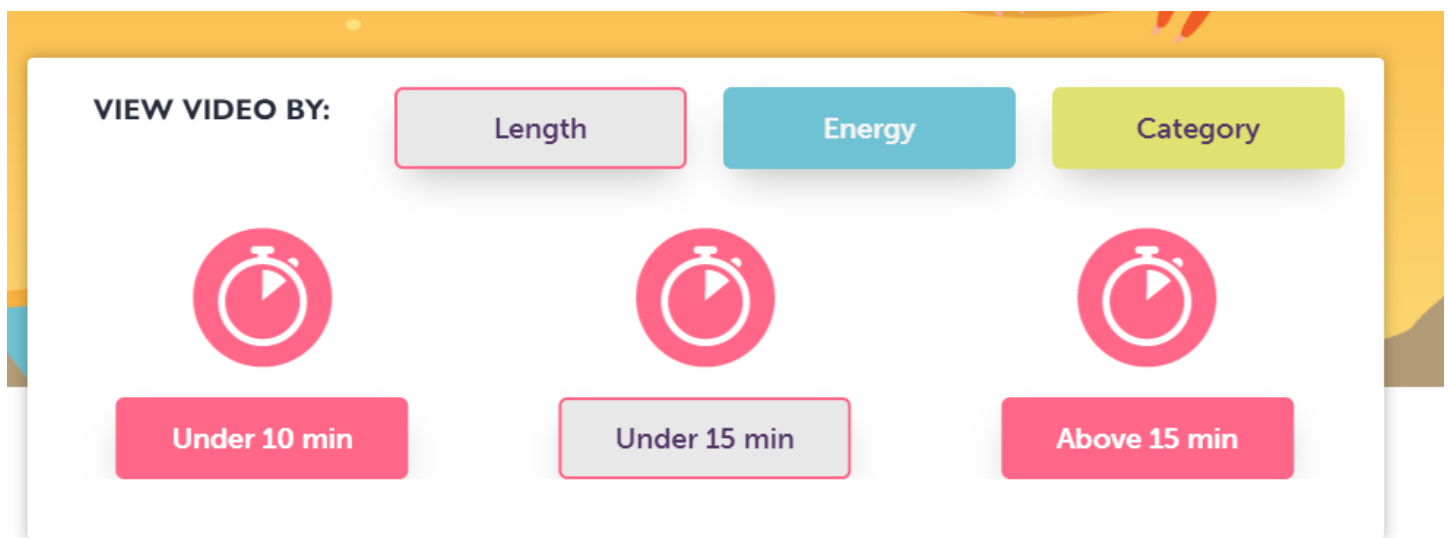 VIEW VIDEO BY:
Length
Energy
Category
Under 10 min
Under 15 min
Above 15 min